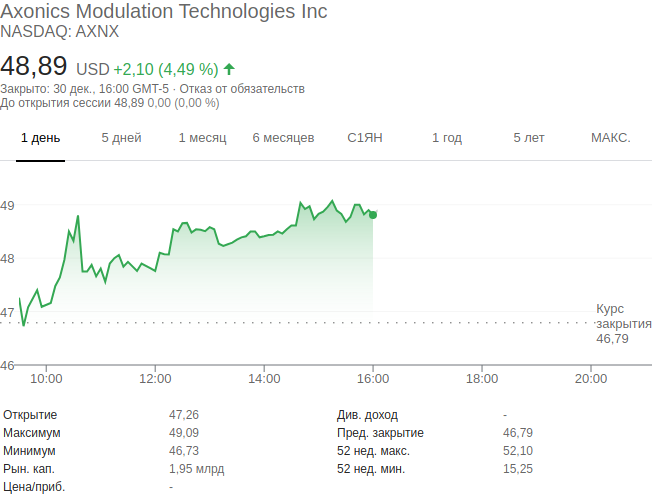 Axonics Modulation Technologies Inc
NASDAQ: AXNX
48,89 USD +2,10 (4,49 %)
Закрыто: 30 дек., 16:00 GMT-5 · Отказ от обязательств
До открытия сессии 48,89 0,00 (0,00 %)
1 день 5 дней 1 месяц 6 месяцев С1ЯН 1 год 5 лет МАКС.
49
48
47
Курс
закрытия
46,79
46
10:00 12:00 14:00 16:00 18:00 20:00
Открытие 47,26 Див. доход -
Максимум 49,09 Пред. закрытие 46,79
Минимум 46,73 52 нед. макс. 52,10
Рын. кап. 1,95 млрд 52 нед. мин. 15,25
Цена/приб. -